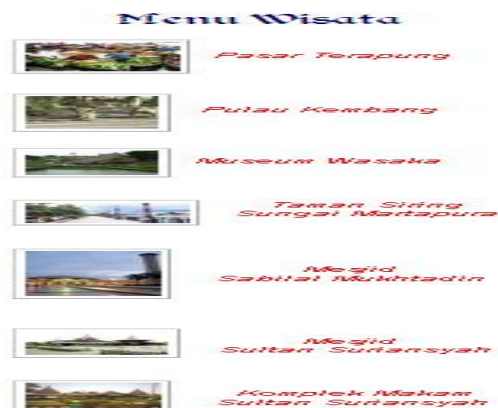 Menu Wisata
Pasar Terapung
Pulau Kembang
Museum Wasaka
Taman Siring
Sungai Martapura
Mesjid
Sabilal Mukhtadin
Mesjid
Sultan Suriansyah
Komplek Makam
Sultan Suriansyah